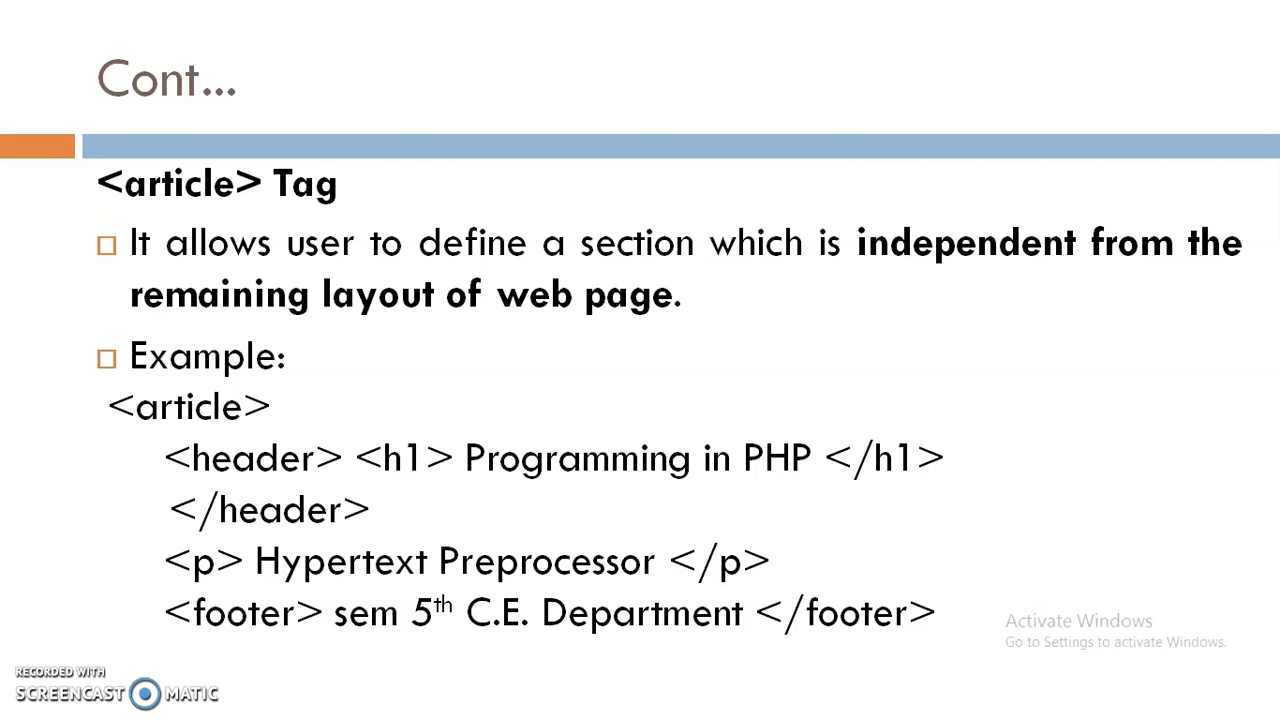 Cont...
<article> Tag
It allows user to define a section which is independent from the
remaining layout of web page.
Example:
<article>
<header> <h1> Programming in PHP </h1>
</header>
<p> Hypertext Preprocessor </p>
<footer> sem 5th C.E. Department </footer>
Activate Windows
Go to Settings to activate Windows.
RECORDED WITH
SCREENCAST MATIC